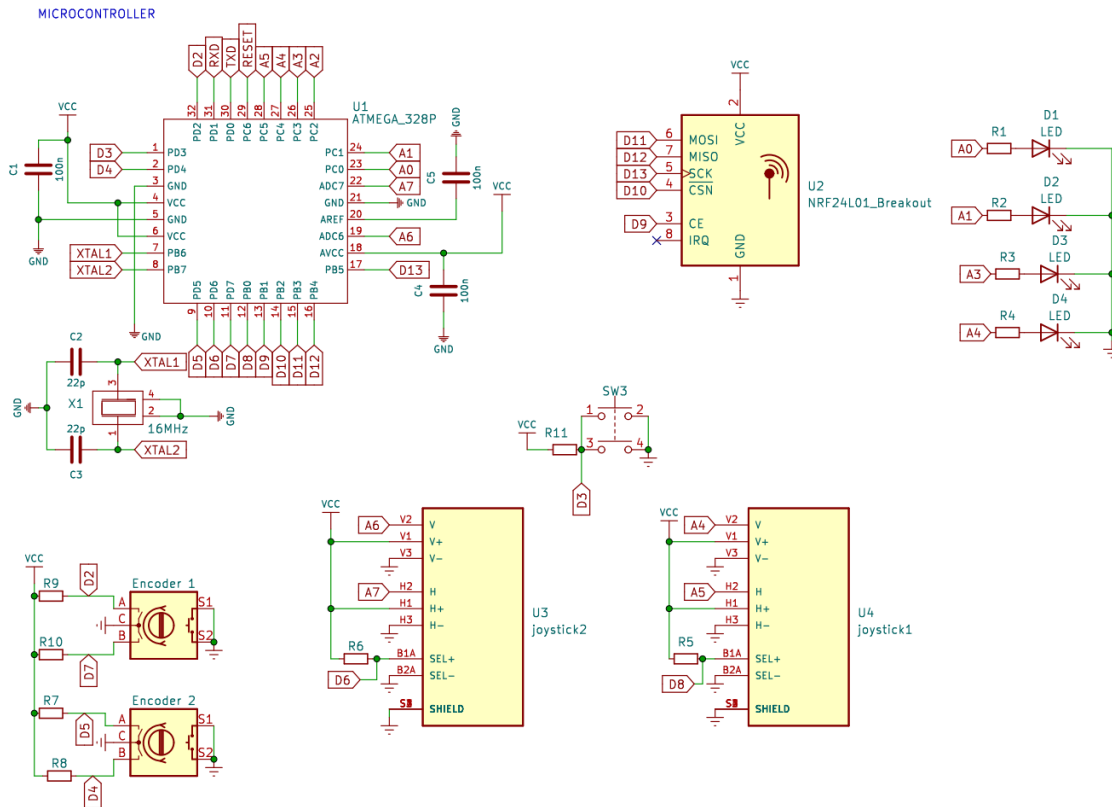 MICROCONTROLLER
D2 RXD TXD RESET A5 A4 A3 A2
32 31 30 29 28 27 26 25
PD2 PD1 PD0 PC6 PC5 PC4 PC3 PC2
U1
ATMEGA_328P
VCC
C1
100n
GND
D3 1 PD3
D4 2 PD4
3 GND
4 VCC
5 GND
6 VCC
XTAL1 7 PB6
XTAL2 8 PB7
PC1 24 A1
PC0 23 A0
ADC7 22 A7
GND 21 GND
AREF 20
ADC6 19 A6
AVCC 18
PB5 17 D13
PD5 PD6 PD7 PB0 PB1 PB2 PB3 PB4
9 10 11 12 13 14 15 16
D5 D6 D7 D8 D9 D10 D11 D12
GND
GND
C5
100n
VCC
C4
100n
GND
C2
22p
XTAL1
GND
X1
3
4
2
1
16MHz
GND
22p
C3
XTAL2
VCC
2
VCC
D11 6 MOSI
D12 7 MISO
D13 5 SCK
D10 4 CSN
D9 3 CE
8 IRQ
GND
1
U2
NRF24L01_Breakout
D1
LED
A0 R1
D2
LED
A1 R2
D3
LED
A3 R3
D4
LED
A4 R4
SW3
1 2
3 4
VCC
R11
D3
VCC
R9
D2
Encoder 1
A
C
B
S1
S2
R10
D7
R7
D5
Encoder 2
A
C
B
S1
S2
R8
D4
VCC
A6 V2 V
V1 V+
V3 V-
A7 H2 H
H1 H+
H3 H-
R6
B1A SEL+
D6
B2A SEL-
SHIELD
U3
joystick2
VCC
A4 V2 V
V1 V+
V3 V-
A5 H2 H
H1 H+
H3 H-
R5
B1A SEL+
D8
B2A SEL-
SHIELD
U4
joystick1